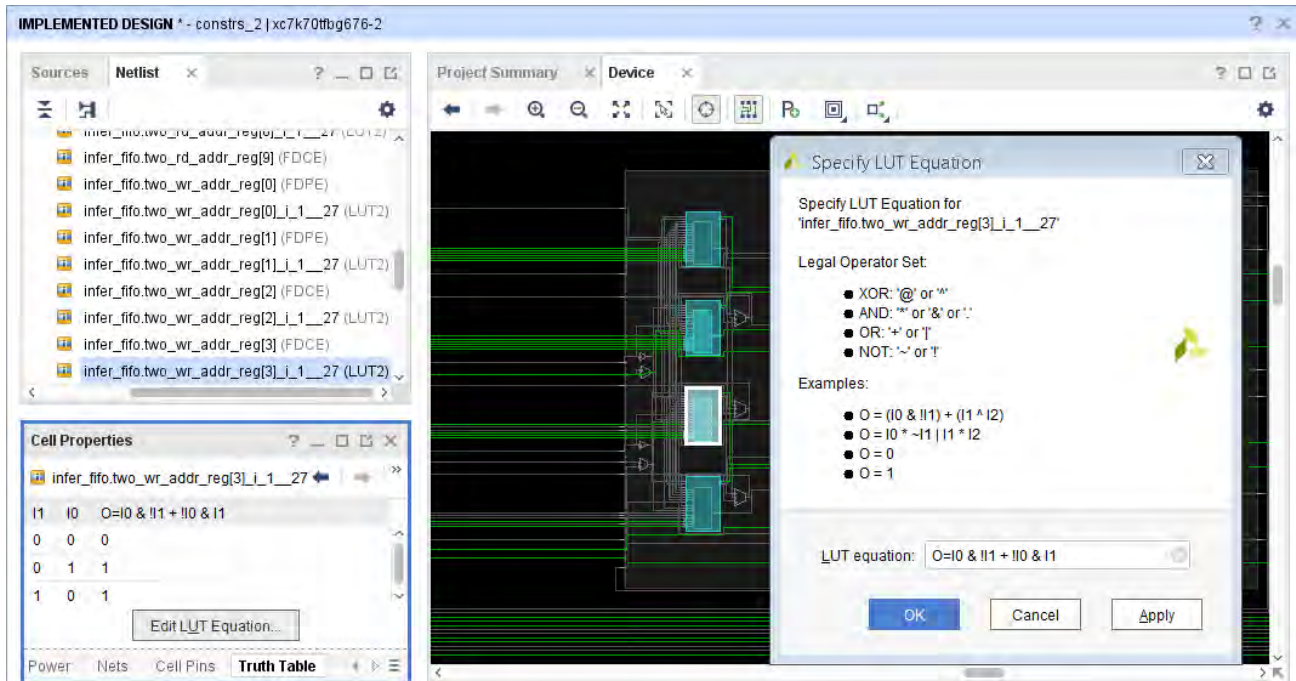 IMPLEMENTED DESIGN * - constrs_2 | xc7k70tfbg676-2
Sources Netlist
infer_fifo.two_rd_addr_reg[8]_i_1__27 (LUT2)
infer_fifo.two_rd_addr_reg[9] (FDCE)
infer_fifo.two_wr_addr_reg[0] (FDPE)
infer_fifo.two_wr_addr_reg[0]_i_1__27 (LUT2)
infer_fifo.two_wr_addr_reg[1] (FDPE)
infer_fifo.two_wr_addr_reg[1]_i_1__27 (LUT2)
infer_fifo.two_wr_addr_reg[2] (FDCE)
infer_fifo.two_wr_addr_reg[2]_i_1__27 (LUT2)
infer_fifo.two_wr_addr_reg[3] (FDCE)
infer_fifo.two_wr_addr_reg[3]_i_1__27 (LUT2)
Cell Properties
infer_fifo.two_wr_addr_reg[3]_i_1__27
I1 I0 O=I0 & !I1 + !I0 & I1
0 0 0
0 1 1
1 0 1
Edit LUT Equation...
Power Nets Cell Pins Truth Table
Project Summary Device
Specify LUT Equation
Specify LUT Equation for
'infer_fifo.two_wr_addr_reg[3]_i_1__27'
Legal Operator Set:
● XOR: '@' or '^'
● AND: '*' or '&' or '.'
● OR: '+' or '|'
● NOT: '~' or '!'
Examples:
● O = (I0 & !I1) + (I1 ^ I2)
● O = I0 * ~I1 | I1 * I2
● O = 0
● O = 1
LUT equation: O=I0 & !I1 + !I0 & I1
OK Cancel Apply